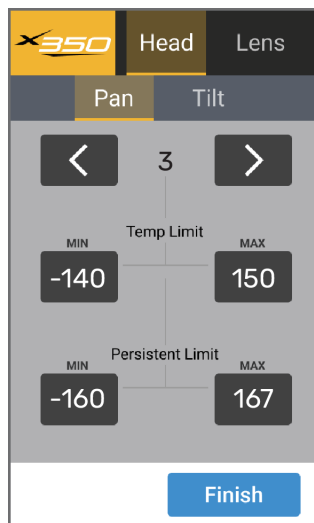 X350 Head Lens
Pan Tilt
< 3 >
Temp Limit
MIN MAX
-140 150
Persistent Limit
MIN MAX
-160 167
Finish